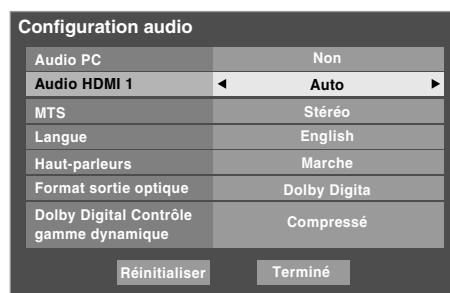 Configuration audio
Audio PC Non
Audio HDMI 1 Auto
MTS Stéréo
Langue English
Haut-parleurs Marche
Format sortie optique Dolby Digita
Dolby Digital Contrôle
gamme dynamique Compressé
Réinitialiser Terminé